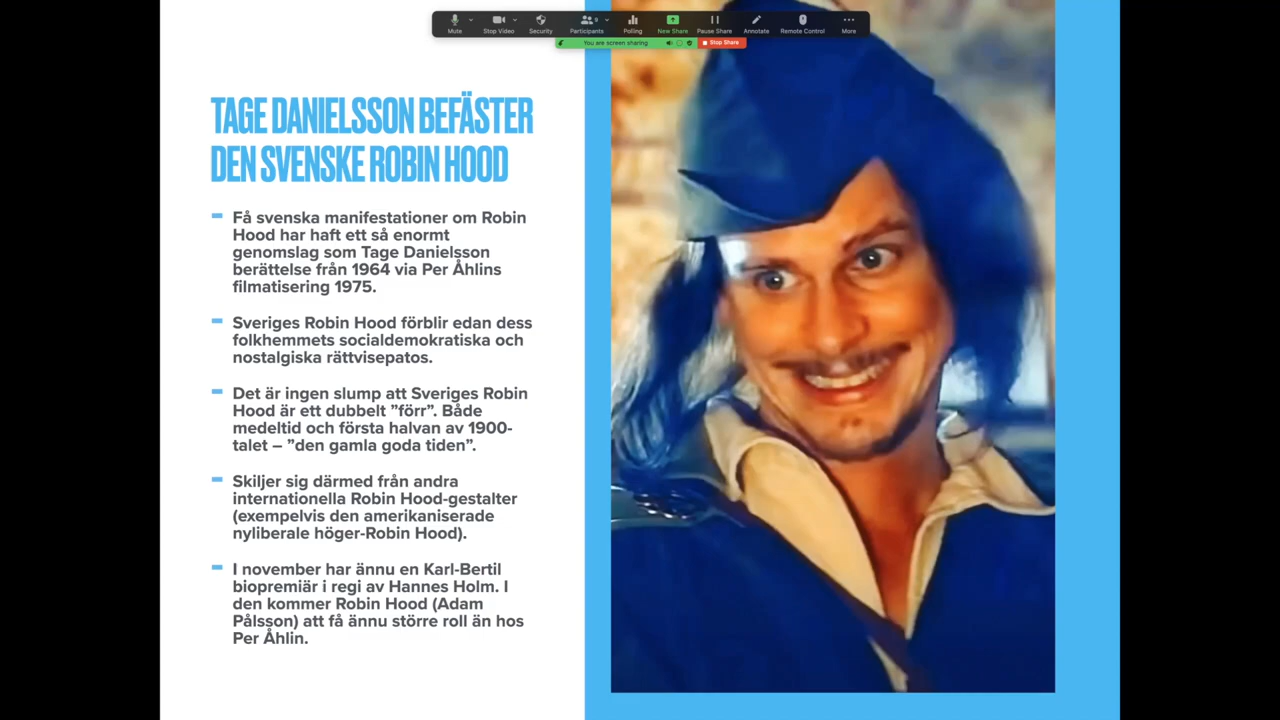 Mute
Stop Video
Security
Participants
9
Polling
New Share
Pause Share
Annotate
Remote Control
More
You are screen sharing
Stop Share
TAGE DANIELSSON BEFÄSTER
DEN SVENSKE ROBIN HOOD
Få svenska manifestationer om Robin
Hood har haft ett så enormt
genomslag som Tage Danielsson
berättelse från 1964 via Per Åhlins
filmatisering 1975.
Sveriges Robin Hood förblir edan dess
folkhemmets socialdemokratiska och
nostalgiska rättvisepatos.
Det är ingen slump att Sveriges Robin
Hood är ett dubbelt ”förr”. Både
medeltid och första halvan av 1900-
talet – ”den gamla goda tiden”.
Skiljer sig därmed från andra
internationella Robin Hood-gestalter
(exempelvis den amerikaniserade
nyliberale höger-Robin Hood).
I november har ännu en Karl-Bertil
biopremiär i regi av Hannes Holm. I
den kommer Robin Hood (Adam
Pålsson) att få ännu större roll än hos
Per Åhlin.